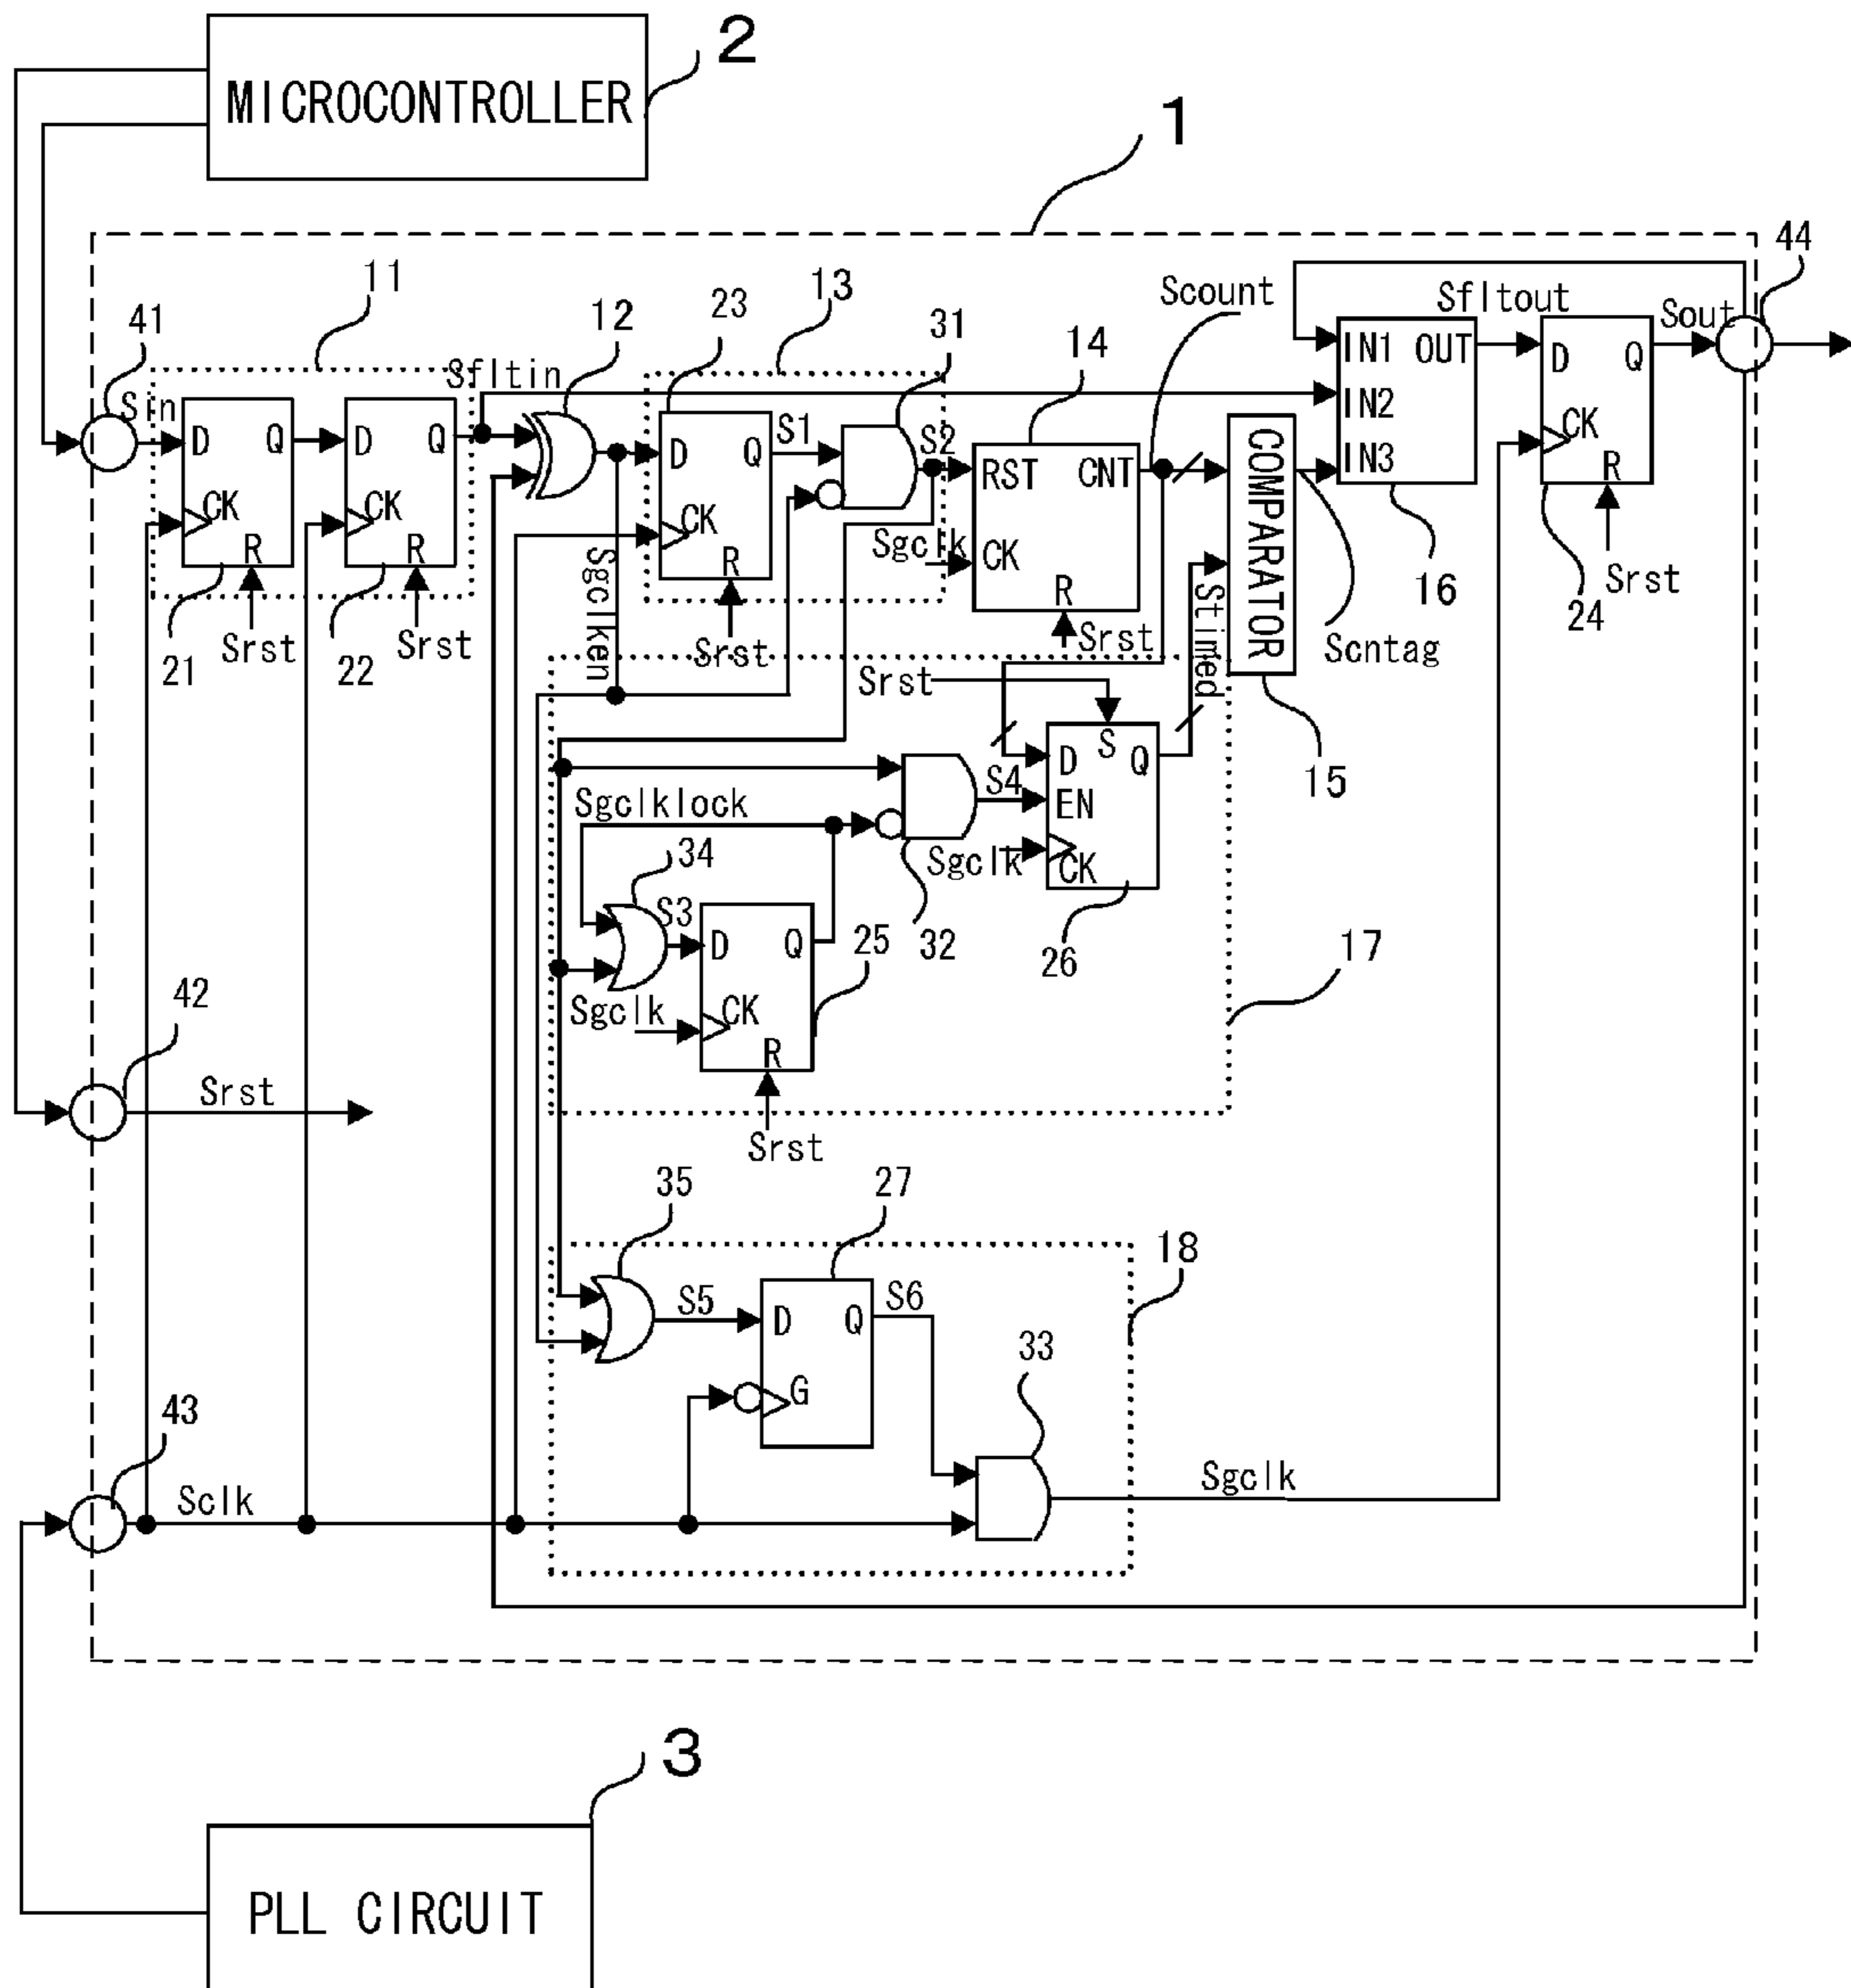 2
MICROCONTROLLER
1
44
11
41
12
23
13
31
Scount
Sfltout
Sout
14
Sfltin
Sin
IN1 OUT
IN2
IN3
D Q
CK
R
D Q
CK
R
D Q
CK
R
S1
S2
RST CNT
CK
R
Sgclk
COMPARATOR
D Q
CK
R
16
24
Srst
21
Srst
22
Srst
Srst
Srst
Sgclken
Stimed
Scntag
15
Srst
S
D Q
EN
CK
S4
Sgclklock
Sgclk
34
S3
32
26
D Q
CK
R
25
17
Sgclk
42
Srst
Srst
35
27
18
S5
D Q
G
S6
33
43
Sclk
Sgclk
3
PLL CIRCUIT